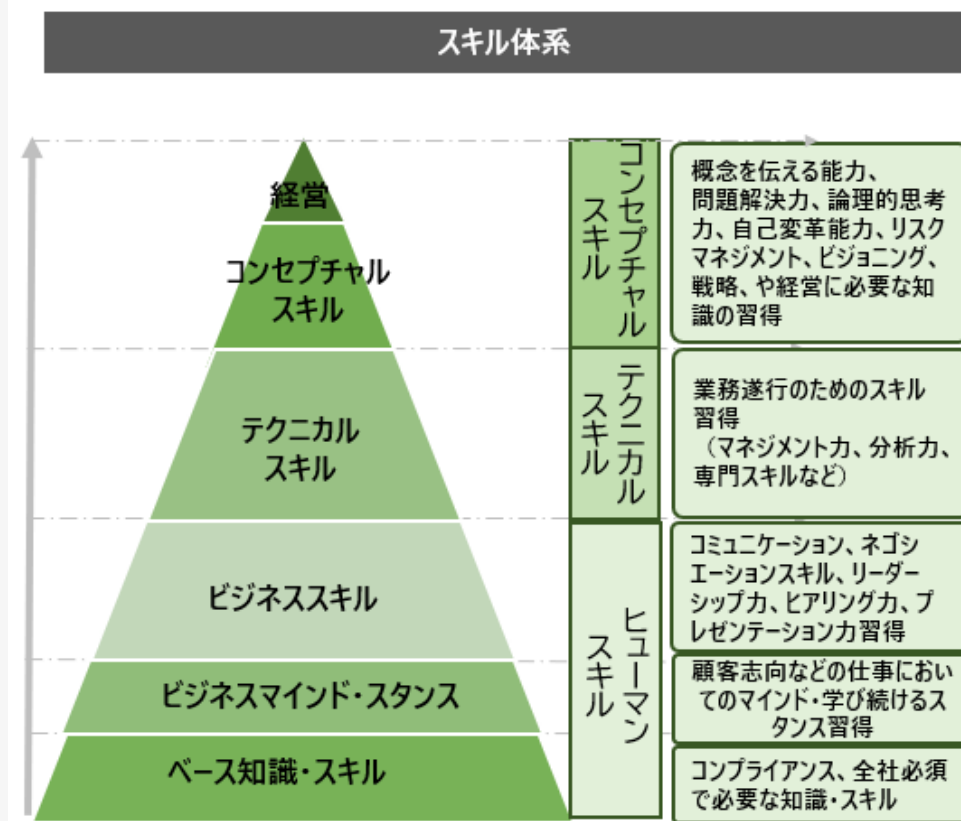 スキル体系
経営
コンセプチャル
スキル
テクニカル
スキル
ビジネススキル
ビジネスマインド・スタンス
ベース知識・スキル
コンセプチャル
スキル
テクニカル
スキル
ヒューマン
スキル
概念を伝える能力、
問題解決力、論理的思考
力、自己変革能力、リスク
マネジメント、ビジョニング、
戦略、や経営に必要な知
識の習得
業務遂行のためのスキル
習得
（マネジメント力、分析力、
専門スキルなど）
コミュニケーション、ネゴシ
エーションスキル、リーダー
シップ力、ヒアリング力、プ
レゼンテーション力習得
顧客志向などの仕事におい
てのマインド・学び続けるス
タンス習得
コンプライアンス、全社必須
で必要な知識・スキル